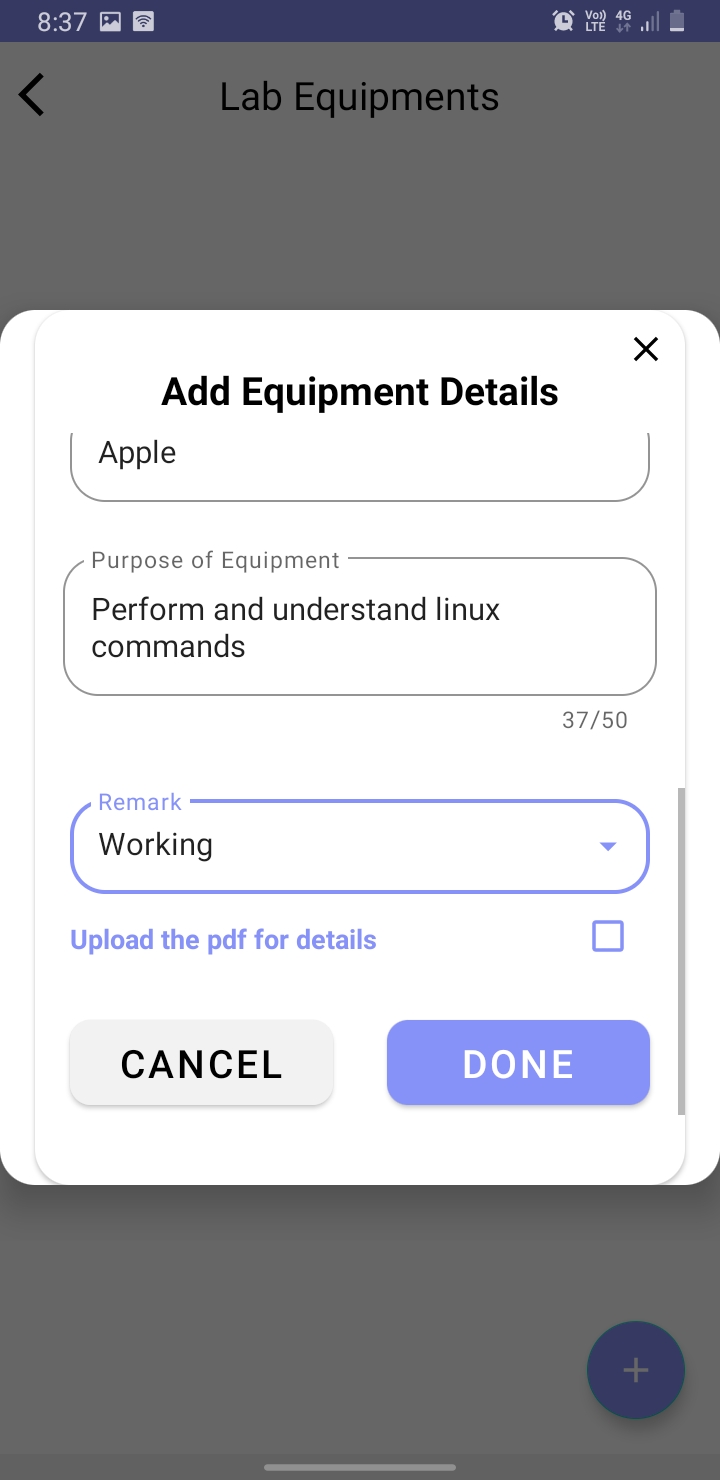 8:37
Vo)) LTE 4G
Lab Equipments
Add Equipment Details
Apple
Purpose of Equipment
Perform and understand linux
commands
37/50
Remark
Working
Upload the pdf for details
CANCEL DONE